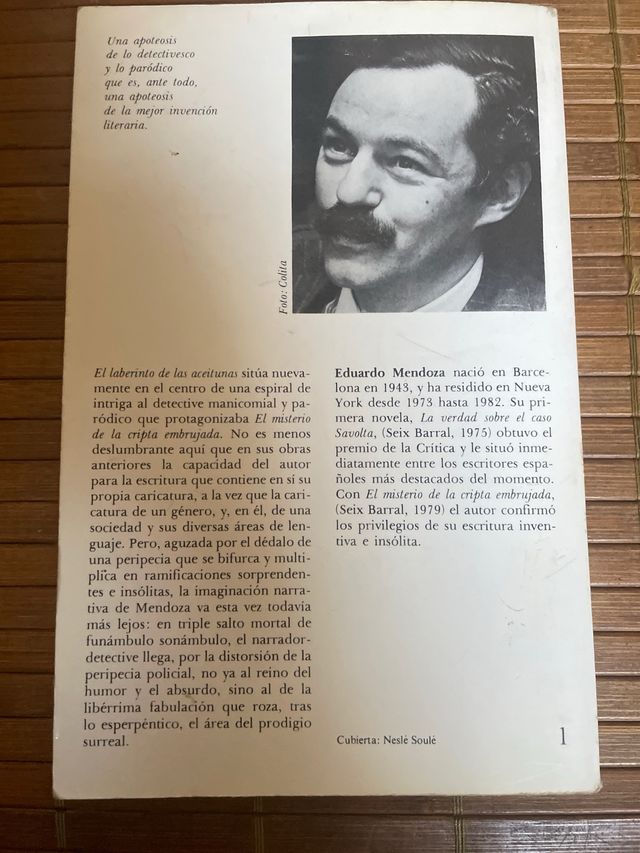 Una apoteosis
de lo detectivesco
y lo paródico
que es, ante todo,
una apoteosis
de la mejor invención
literaria.
Foto: Colita
El laberinto de las aceitunas sitúa nueva-
mente en el centro de una espiral de
intriga al detective manicomial y pa-
ródico que protagonizaba El misterio
de la cripta embrujada. No es menos
deslumbrante aquí que en sus obras
anteriores la capacidad del autor
para la escritura que contiene en sí su
propia caricatura, a la vez que la cari-
catura de un género, y, en él, de una
sociedad y sus diversas áreas de len-
guaje. Pero, aguzada por el dédalo de
una peripecia que se bifurca y multi-
plica en ramificaciones sorprenden-
tes e insólitas, la imaginación narra-
tiva de Mendoza va esta vez todavía
más lejos: en triple salto mortal de
funámbulo sonámbulo, el narrador-
detective llega, por la distorsión de la
peripecia policial, no ya al reino del
humor y el absurdo, sino al de la
libérrima fabulación que roza, tras
lo esperpéntico, el área del prodigio
surreal.
Eduardo Mendoza nació en Barce-
lona en 1943, y ha residido en Nueva
York desde 1973 hasta 1982. Su pri-
mera novela, La verdad sobre el caso
Savolta, (Seix Barral, 1975) obtuvo el
premio de la Crítica y le situó inme-
diatamente entre los escritores espa-
ñoles más destacados del momento.
Con El misterio de la cripta embrujada,
(Seix Barral, 1979) el autor confirmó
los privilegios de su escritura inven-
tiva e insólita.
Cubierta: Neslé Soulé
1